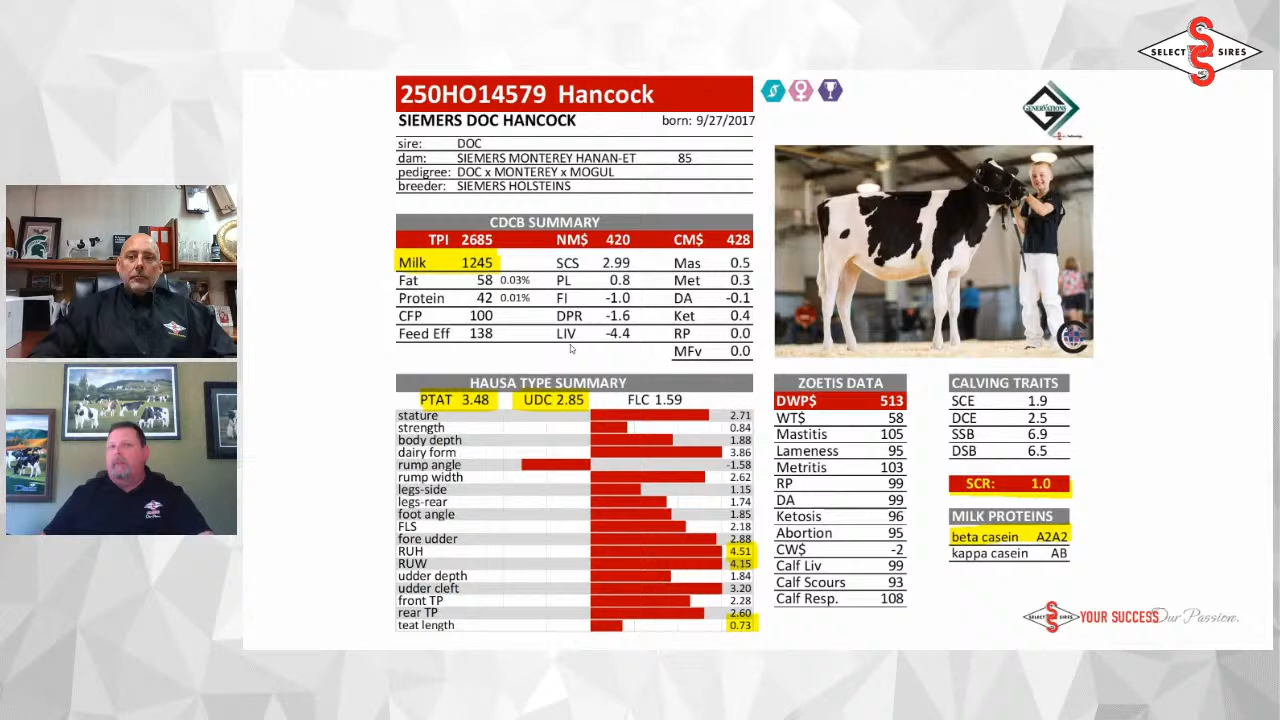 SELECT SIRES
INC.
250HO14579 Hancock
SIEMERS DOC HANCOCK born: 9/27/2017
sire: DOC
dam: SIEMERS MONTEREY HANAN-ET 85
pedigree: DOC x MONTEREY x MOGUL
breeder: SIEMERS HOLSTEINS
CDCB SUMMARY
TPI 2685 NM$ 420 CM$ 428
Milk 1245 SCS 2.99 Mas 0.5
Fat 58 0.03% PL 0.8 Met 0.3
Protein 42 0.01% FI -1.0 DA -0.1
CFP 100 DPR -1.6 Ket 0.4
Feed Eff 138 LIV -4.4 RP 0.0
MFv 0.0
HAUSA TYPE SUMMARY
PTAT 3.48 UDC 2.85 FLC 1.59
stature 2.71
strength 0.84
body depth 1.88
dairy form 3.86
rump angle -1.58
rump width 2.62
legs-side 1.15
legs-rear 1.74
foot angle 1.85
FLS 2.18
fore udder 2.88
RUH 4.51
RUW 4.15
udder depth 1.84
udder cleft 3.20
front TP 2.28
rear TP 2.60
teat length 0.73
GENERVATIONS
ZOETIS DATA
DWP$ 513
WT$ 58
Mastitis 105
Lameness 95
Metritis 103
RP 99
DA 99
Ketosis 96
Abortion 95
CW$ -2
Calf Liv 99
Calf Scours 93
Calf Resp. 108
CALVING TRAITS
SCE 1.9
DCE 2.5
SSB 6.9
DSB 6.5
SCR: 1.0
MILK PROTEINS
beta casein A2A2
kappa casein AB
SELECT SIRES YOUR SUCCESS Our Passion.